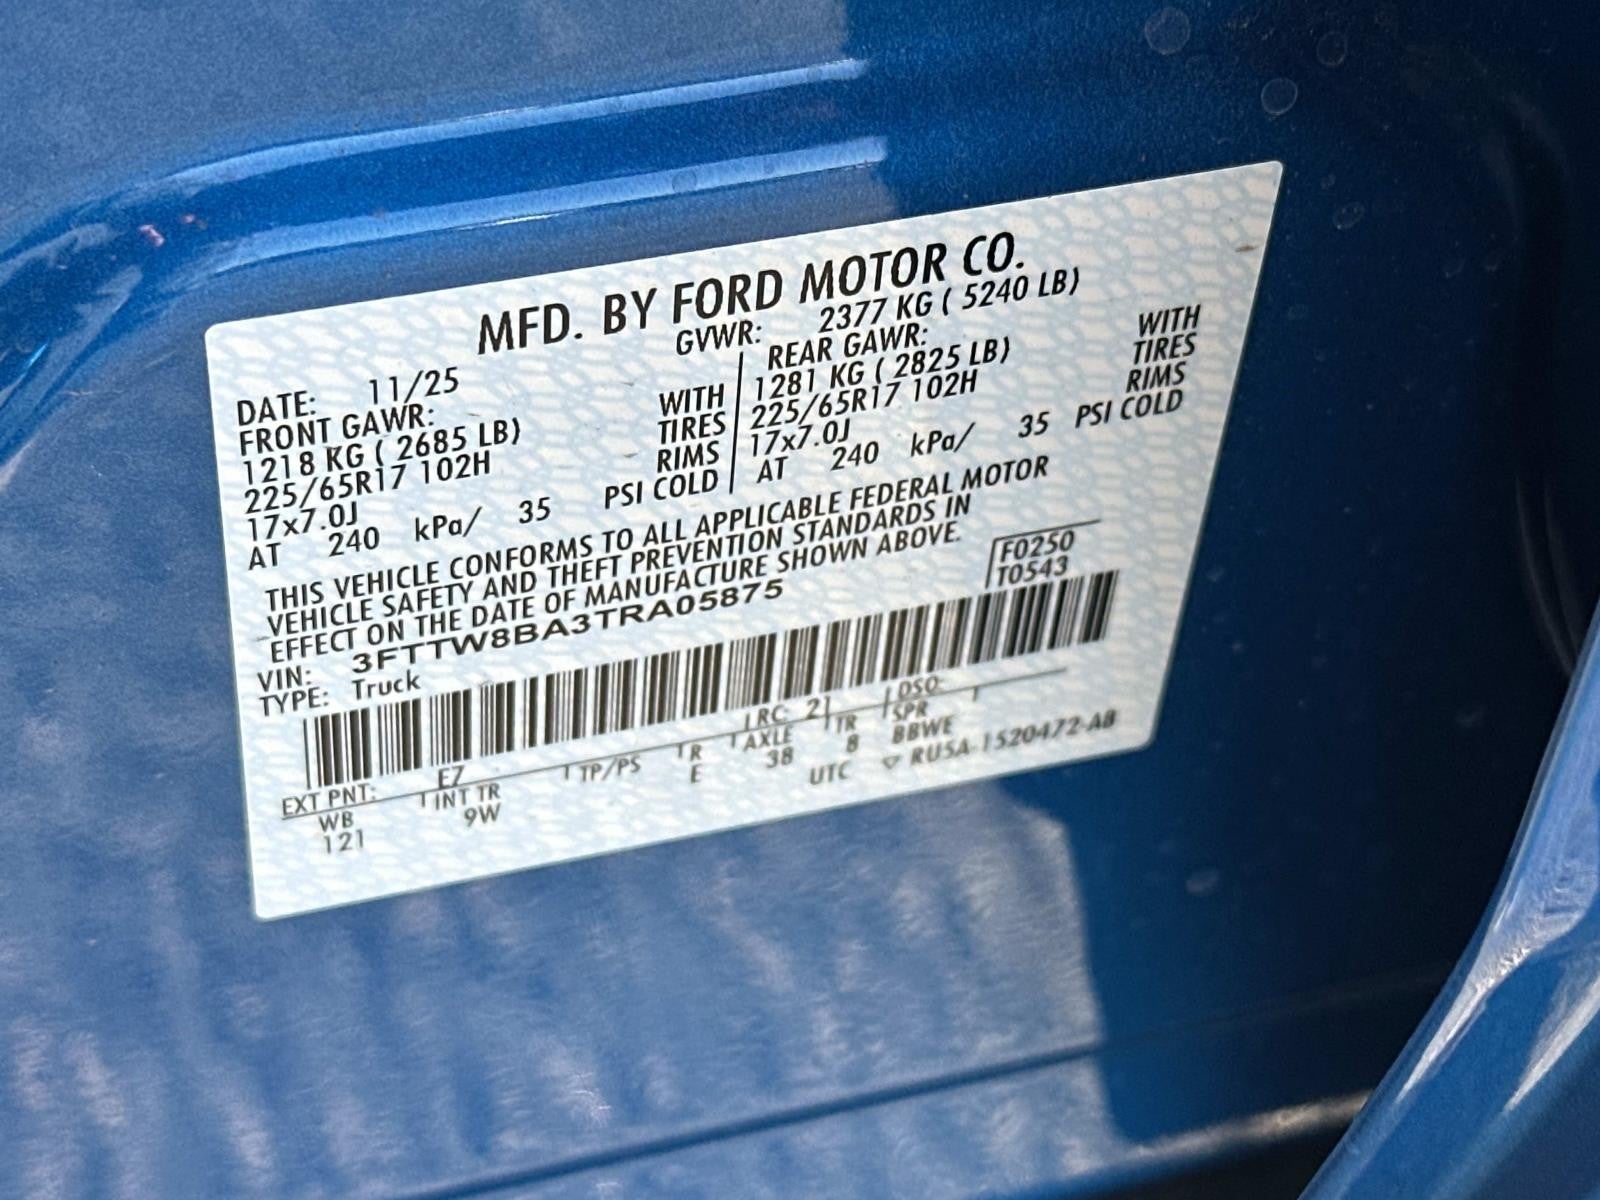 MFD. BY FORD MOTOR CO.
DATE: 11/25 GVWR: 2377 KG ( 5240 LB)
FRONT GAWR: REAR GAWR:
1218 KG ( 2685 LB) WITH 1281 KG ( 2825 LB) WITH
225/65R17 102H TIRES 225/65R17 102H TIRES
17x7.0J RIMS 17x7.0J RIMS
AT 240 kPa/ 35 PSI COLD AT 240 kPa/ 35 PSI COLD
THIS VEHICLE CONFORMS TO ALL APPLICABLE FEDERAL MOTOR
VEHICLE SAFETY AND THEFT PREVENTION STANDARDS IN
EFFECT ON THE DATE OF MANUFACTURE SHOWN ABOVE.
F0250
VIN: 3FTTW8BA3TRA05875 T0543
TYPE: Truck
EXT PNT: EZ RC: 21 DSO:
WB INT TR TP/PS R AXLE TR SPR
121 9W E 38 8 BBWE
UTC ▽ RU5A-1520472-AB